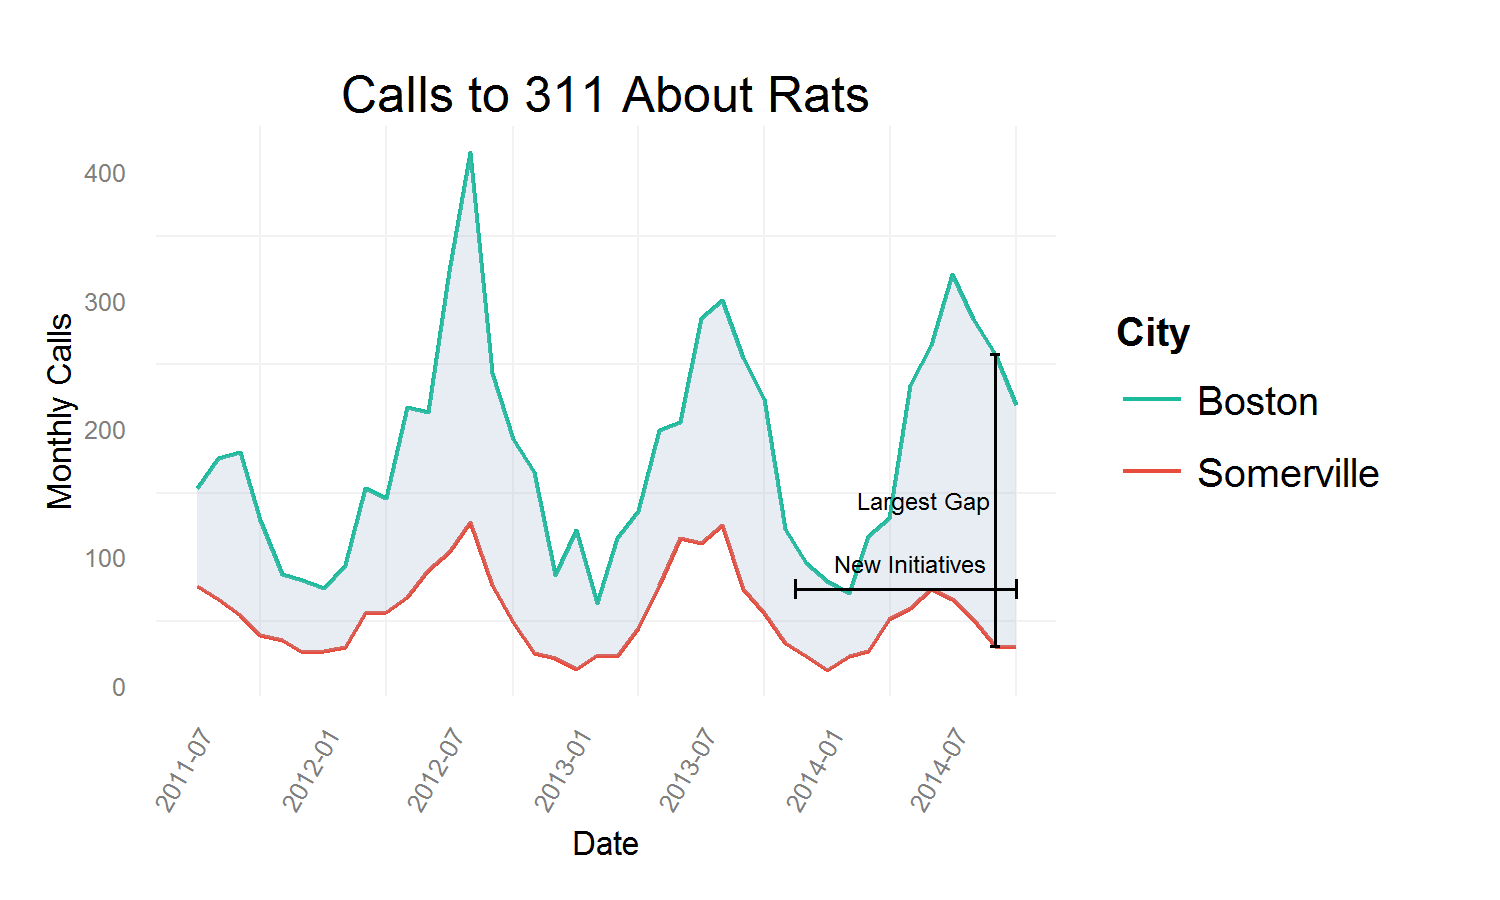 Calls to 311 About Rats
Monthly Calls
400
300
200
100
0
Largest Gap
New Initiatives
2011-07
2012-01
2012-07
2013-01
2013-07
2014-01
2014-07
Date
City
Boston
Somerville